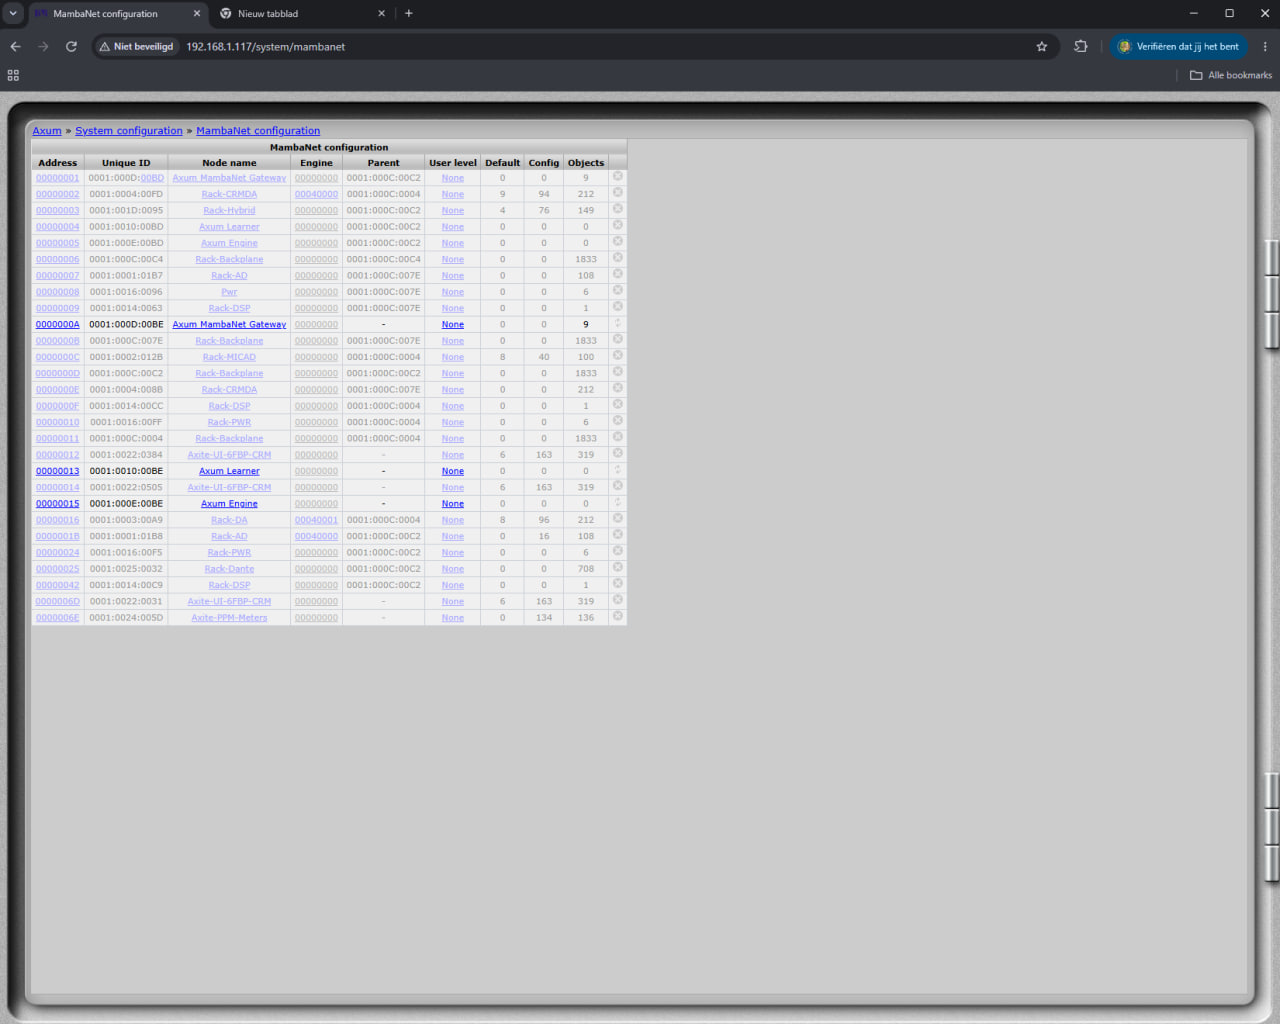 MambaNet configuration
Nieuw tabblad
Niet beveiligd
192.168.1.117/system/mambanet
Verifiëren dat jij het bent
Alle bookmarks
Axum » System configuration » MambaNet configuration
MambaNet configuration
Address Unique ID Node name Engine Parent User level Default Config Objects
00000001 0001:000D:00BD Axum MambaNet Gateway 00000000 0001:000C:00C2 None 0 0 9
00000002 0001:0004:00FD Rack-CRMDA 00040000 0001:000C:0004 None 9 94 212
00000003 0001:001D:0095 Rack-Hybrid 00000000 0001:000C:00C2 None 4 76 149
00000004 0001:0010:00BD Axum Learner 00000000 0001:000C:00C2 None 0 0 0
00000005 0001:000E:00BD Axum Engine 00000000 0001:000C:00C2 None 0 0 0
00000006 0001:000C:00C4 Rack-Backplane 00000000 0001:000C:00C4 None 0 0 1833
00000007 0001:0001:01B7 Rack-AD 00000000 0001:000C:007E None 0 0 108
00000008 0001:0016:0096 Pwr 00000000 0001:000C:007E None 0 0 6
00000009 0001:0014:0063 Rack-DSP 00000000 0001:000C:007E None 0 0 1
0000000A 0001:000D:00BE Axum MambaNet Gateway 00000000 - None 0 0 9
0000000B 0001:000C:007E Rack-Backplane 00000000 0001:000C:007E None 0 0 1833
0000000C 0001:0002:012B Rack-MICAD 00000000 0001:000C:0004 None 8 40 100
0000000D 0001:000C:00C2 Rack-Backplane 00000000 0001:000C:00C2 None 0 0 1833
0000000E 0001:0004:008B Rack-CRMDA 00000000 0001:000C:007E None 0 0 212
0000000F 0001:0014:00CC Rack-DSP 00000000 0001:000C:0004 None 0 0 1
00000010 0001:0016:00FF Rack-PWR 00000000 0001:000C:0004 None 0 0 6
00000011 0001:000C:0004 Rack-Backplane 00000000 0001:000C:0004 None 0 0 1833
00000012 0001:0022:0384 Axite-UI-6FBP-CRM 00000000 - None 6 163 319
00000013 0001:0010:00BE Axum Learner 00000000 - None 0 0 0
00000014 0001:0022:0505 Axite-UI-6FBP-CRM 00000000 - None 6 163 319
00000015 0001:000E:00BE Axum Engine 00000000 - None 0 0 0
00000016 0001:0003:00A9 Rack-DA 00040001 0001:000C:0004 None 8 96 212
0000001B 0001:0001:01B8 Rack-AD 00040000 0001:000C:00C2 None 0 16 108
00000024 0001:0016:00F5 Rack-PWR 00000000 0001:000C:00C2 None 0 0 6
00000025 0001:0025:0032 Rack-Dante 00000000 0001:000C:00C2 None 0 0 708
00000042 0001:0014:00C9 Rack-DSP 00000000 0001:000C:00C2 None 0 0 1
0000006D 0001:0022:0031 Axite-UI-6FBP-CRM 00000000 - None 6 163 319
0000006E 0001:0024:005D Axite-PPM-Meters 00000000 - None 0 134 136